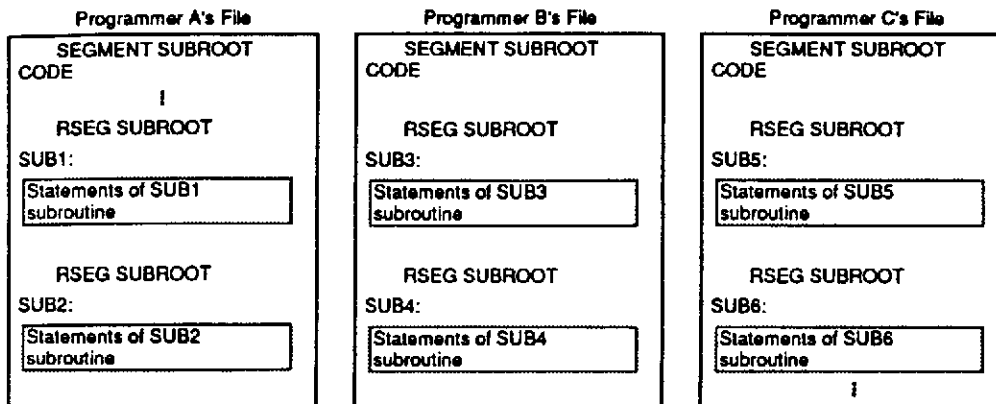 Programmer A's File
SEGMENT SUBROOT
CODE
RSEG SUBROOT
SUB1:
Statements of SUB1
subroutine
RSEG SUBROOT
SUB2:
Statements of SUB2
subroutine
Programmer B's File
SEGMENT SUBROOT
CODE
RSEG SUBROOT
SUB3:
Statements of SUB3
subroutine
RSEG SUBROOT
SUB4:
Statements of SUB4
subroutine
Programmer C's File
SEGMENT SUBROOT
CODE
RSEG SUBROOT
SUB5:
Statements of SUB5
subroutine
RSEG SUBROOT
SUB6:
Statements of SUB6
subroutine